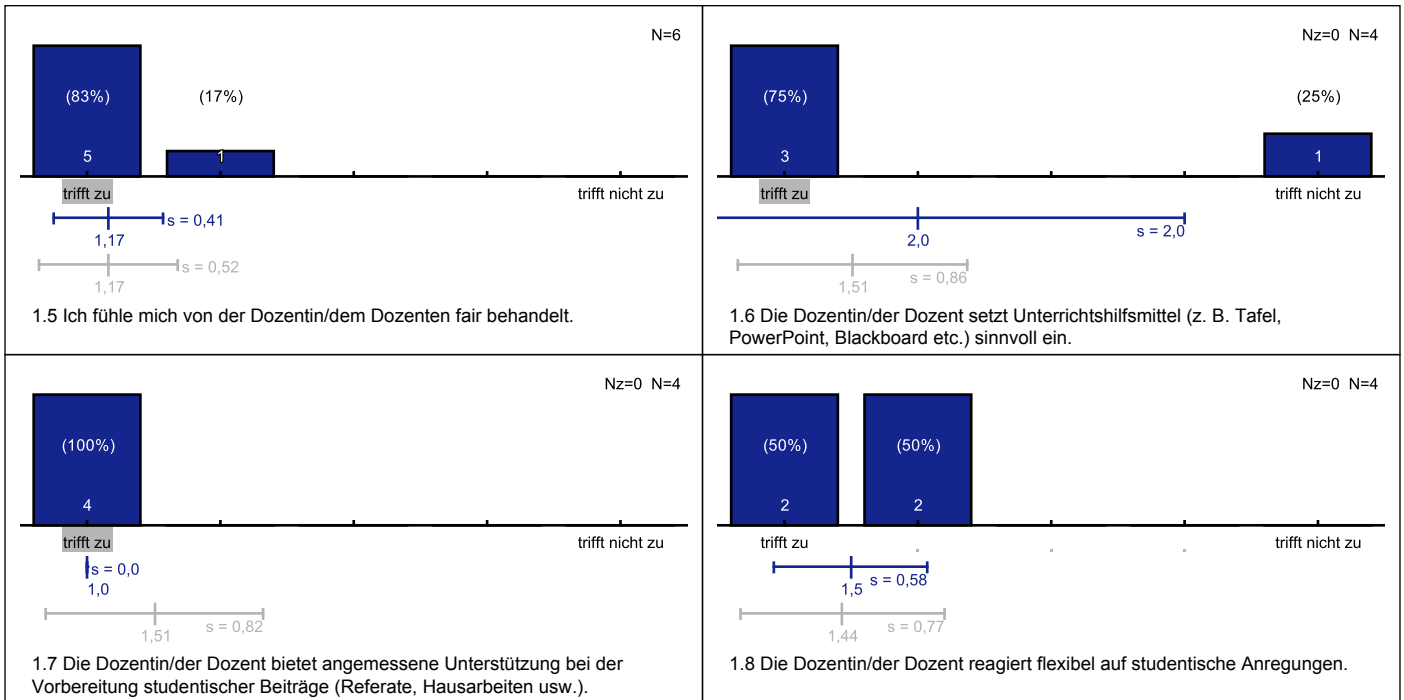 N=6
(83%) (17%)
5 1
trifft zu trifft nicht zu
s = 0,41
1,17
s = 0,52
1,17
1.5 Ich fühle mich von der Dozentin/dem Dozenten fair behandelt.
Nz=0 N=4
(75%) (25%)
3 1
trifft zu trifft nicht zu
s = 2,0
2,0
s = 0,86
1,51
1.6 Die Dozentin/der Dozent setzt Unterrichtshilfsmittel (z. B. Tafel,
PowerPoint, Blackboard etc.) sinnvoll ein.
Nz=0 N=4
(100%)
4
trifft zu trifft nicht zu
s = 0,0
1,0
s = 0,82
1,51
1.7 Die Dozentin/der Dozent bietet angemessene Unterstützung bei der
Vorbereitung studentischer Beiträge (Referate, Hausarbeiten usw.).
Nz=0 N=4
(50%) (50%)
2 2
trifft zu trifft nicht zu
s = 0,58
1,5
s = 0,77
1,44
1.8 Die Dozentin/der Dozent reagiert flexibel auf studentische Anregungen.